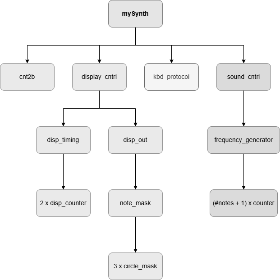 mySynth
cnt2b
display_cntrl
kbd_protocol
sound_cntrl
disp_timing
disp_out
frequency_generator
2 x disp_counter
note_mask
(#notes + 1) x counter
3 x circle_mask